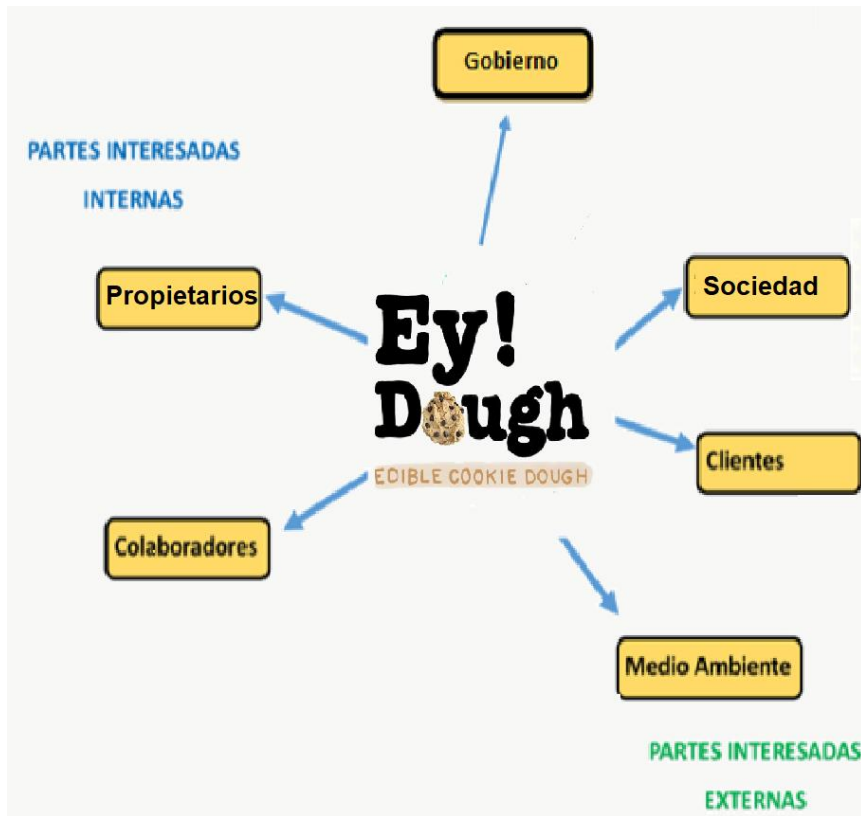 Gobierno
PARTES INTERESADAS
INTERNAS
Propietarios
Sociedad
Ey!
Dough
EDIBLE COOKIE DOUGH
Clientes
Colaboradores
Medio Ambiente
PARTES INTERESADAS
EXTERNAS